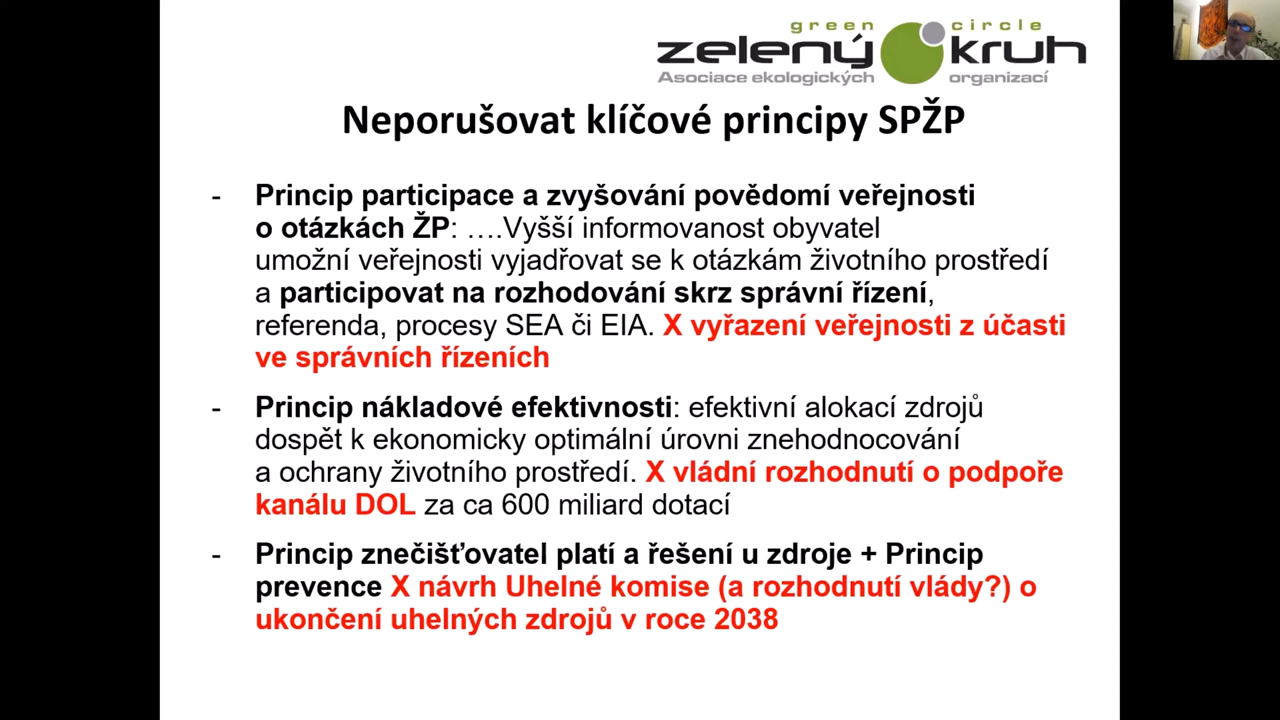 green circle
zelený kruh
Asociace ekologických organizací
Neporušovat klíčové principy SPŽP
- Princip participace a zvyšování povědomí veřejnosti
o otázkách ŽP: ….Vyšší informovanost obyvatel
umožní veřejnosti vyjadřovat se k otázkám životního prostředí
a participovat na rozhodování skrz správní řízení,
referenda, procesy SEA či EIA. X vyřazení veřejnosti z účasti
ve správních řízeních
- Princip nákladové efektivnosti: efektivní alokací zdrojů
dospět k ekonomicky optimální úrovni znehodnocování
a ochrany životního prostředí. X vládní rozhodnutí o podpoře
kanálu DOL za ca 600 miliard dotací
- Princip znečišťovatel platí a řešení u zdroje + Princip
prevence X návrh Uhelné komise (a rozhodnutí vlády?) o
ukončení uhelných zdrojů v roce 2038